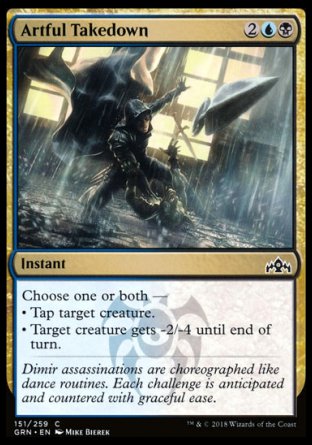 Artful Takedown 2
Instant
Choose one or both —
• Tap target creature.
• Target creature gets -2/-4 until end of
turn.
Dimir assassinations are choreographed like
dance routines. Each challenge is anticipated
and countered with graceful ease.
151/259 C
GRN • EN Mike Bierek
™ & © 2018 Wizards of the Coast